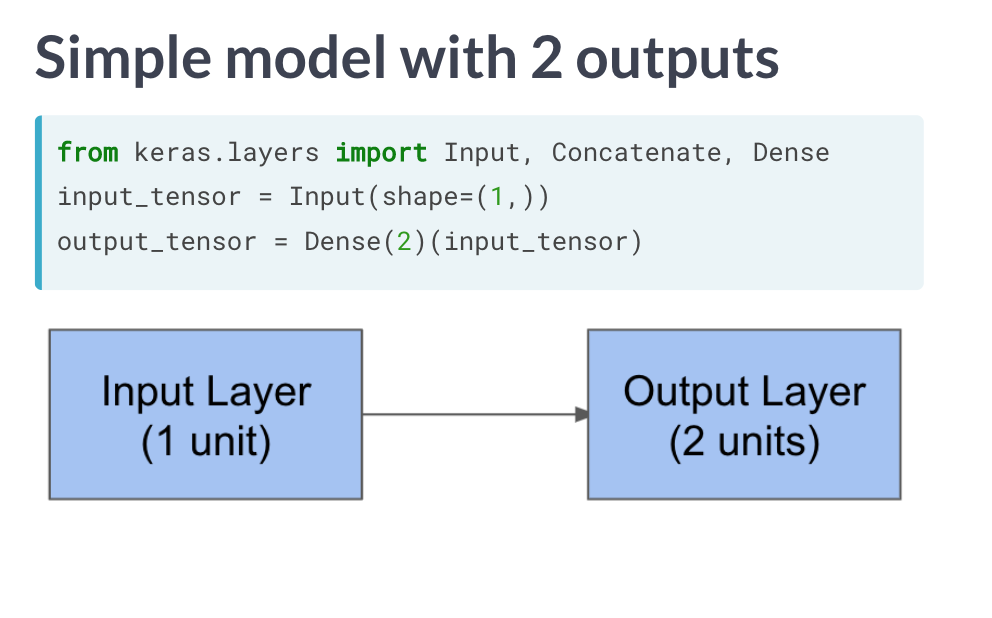 Simple model with 2 outputs
from keras.layers import Input, Concatenate, Dense
input_tensor = Input(shape=(1,))
output_tensor = Dense(2)(input_tensor)
Input Layer
(1 unit)
Output Layer
(2 units)